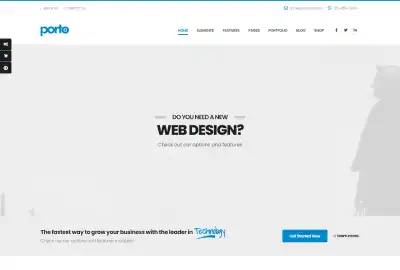 CONTACT US
porto
HOME ELEMENTS FEATURES PAGES PORTFOLIO BLOG SHOP
DO YOU NEED A NEW
WEB DESIGN?
Check out our options and features
The fastest way to grow your business with the leader in Technology
Check out our options and features included
Get Started Now